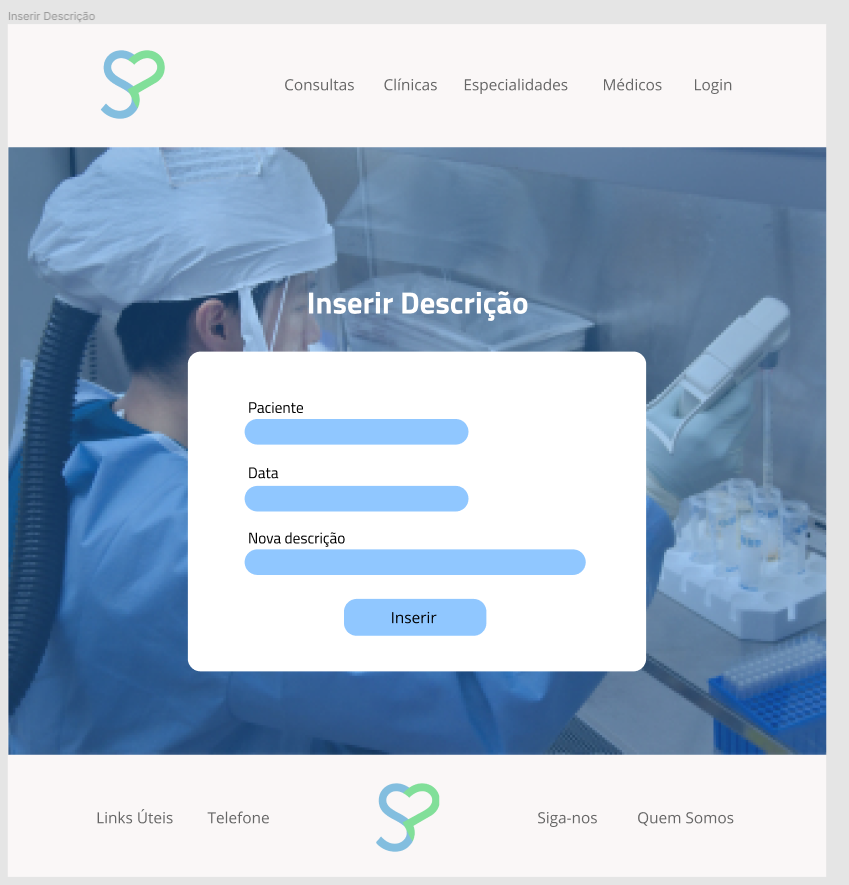 Inserir Descrição
Consultas Clínicas Especialidades Médicos Login
Inserir Descrição
Paciente
Data
Nova descrição
Inserir
Links Úteis Telefone Siga-nos Quem Somos